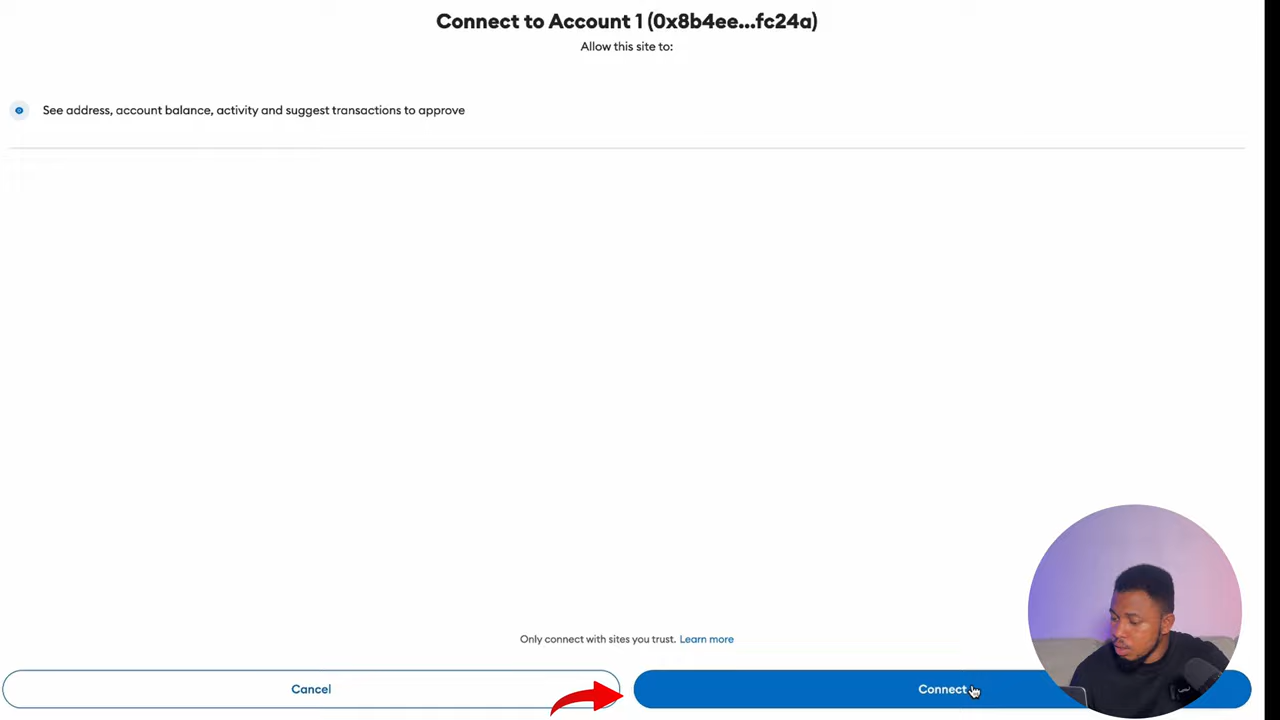 Connect to Account 1 (0x8b4ee...fc24a)
Allow this site to:
See address, account balance, activity and suggest transactions to approve
Only connect with sites you trust. Learn more
Cancel
Connect